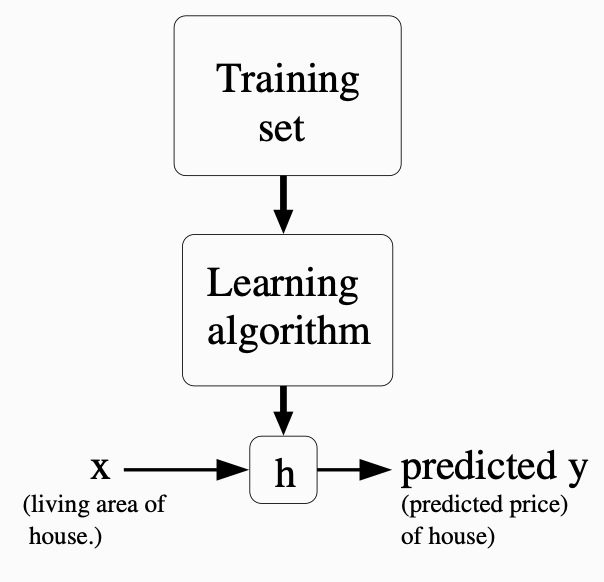 Training
set
Learning
algorithm
x
h
predicted y
(living area of
house.)
(predicted price)
of house)